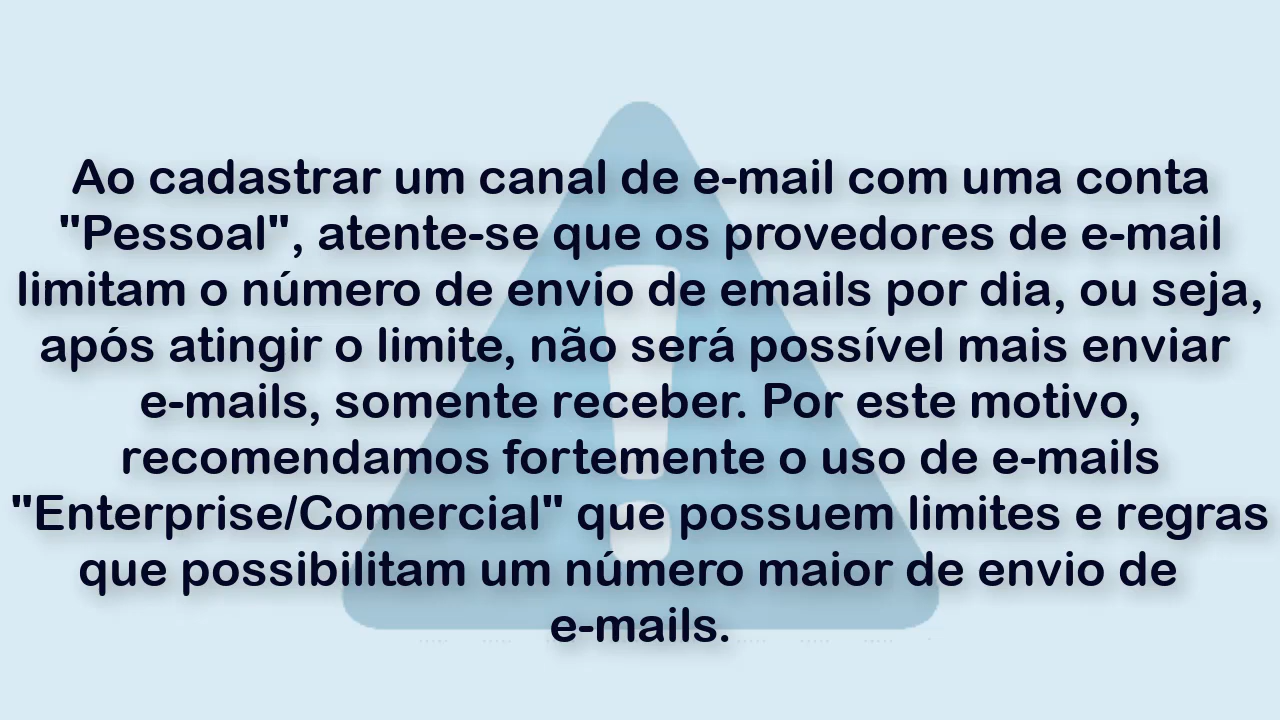 Ao cadastrar um canal de e-mail com uma conta
"Pessoal", atente-se que os provedores de e-mail
limitam o número de envio de emails por dia, ou seja,
após atingir o limite, não será possível mais enviar
e-mails, somente receber. Por este motivo,
recomendamos fortemente o uso de e-mails
"Enterprise/Comercial" que possuem limites e regras
que possibilitam um número maior de envio de
e-mails.